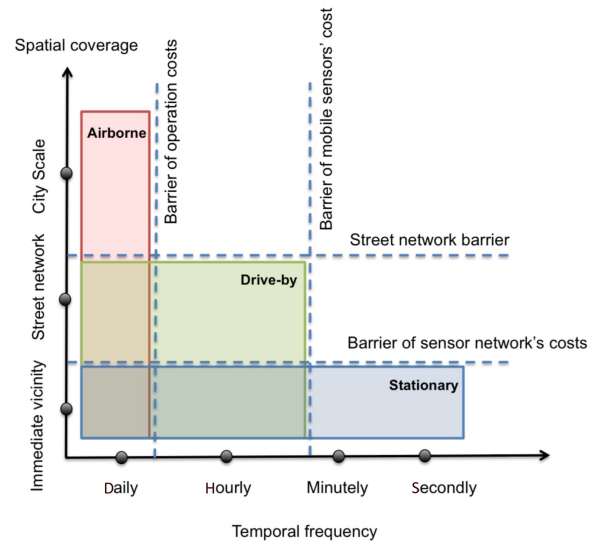 Spatial coverage
Barrier of operation costs
Barrier of mobile sensors' cost
Airborne
City Scale
Street network barrier
Street network
Drive-by
Barrier of sensor network's costs
Immediate vicinity
Stationary
Daily
Hourly
Minutely
Secondly
Temporal frequency